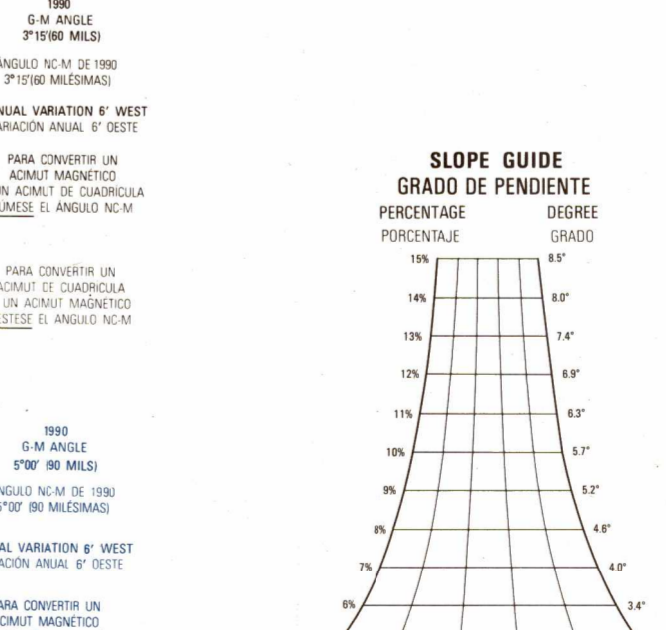 1990
G-M ANGLE
3°15'(60 MILS)
ÁNGULO NC-M DE 1990
3°15'(60 MILÉSIMAS)
NUAL VARIATION 6' WEST
ARIACIÓN ANUAL 6' OESTE
PARA CONVERTIR UN
ACIMUT MAGNÉTICO
UN ACIMUT DE CUADRÍCULA
ÚMESE EL ÁNGULO NC-M
PARA CONVERTIR UN
ACIMUT DE CUADRICULA
UN ACIMUT MAGNETICO
ESTESE EL ANGULO NC-M
1990
G-M ANGLE
5°00' (90 MILS)
NGULO NC-M DE 1990
5°00' (90 MILÉSIMAS)
AL VARIATION 6' WEST
ACIÓN ANUAL 6' OESTE
ARA CONVERTIR UN
CIMUT MAGNÉTICO
SLOPE GUIDE
GRADO DE PENDIENTE
PERCENTAGE DEGREE
PORCENTAJE GRADO
15% 8.5°
14% 8.0°
13% 7.4°
12% 6.9°
11% 6.3°
10% 5.7°
9% 5.2°
8% 4.6°
7% 4.0°
6% 3.4°